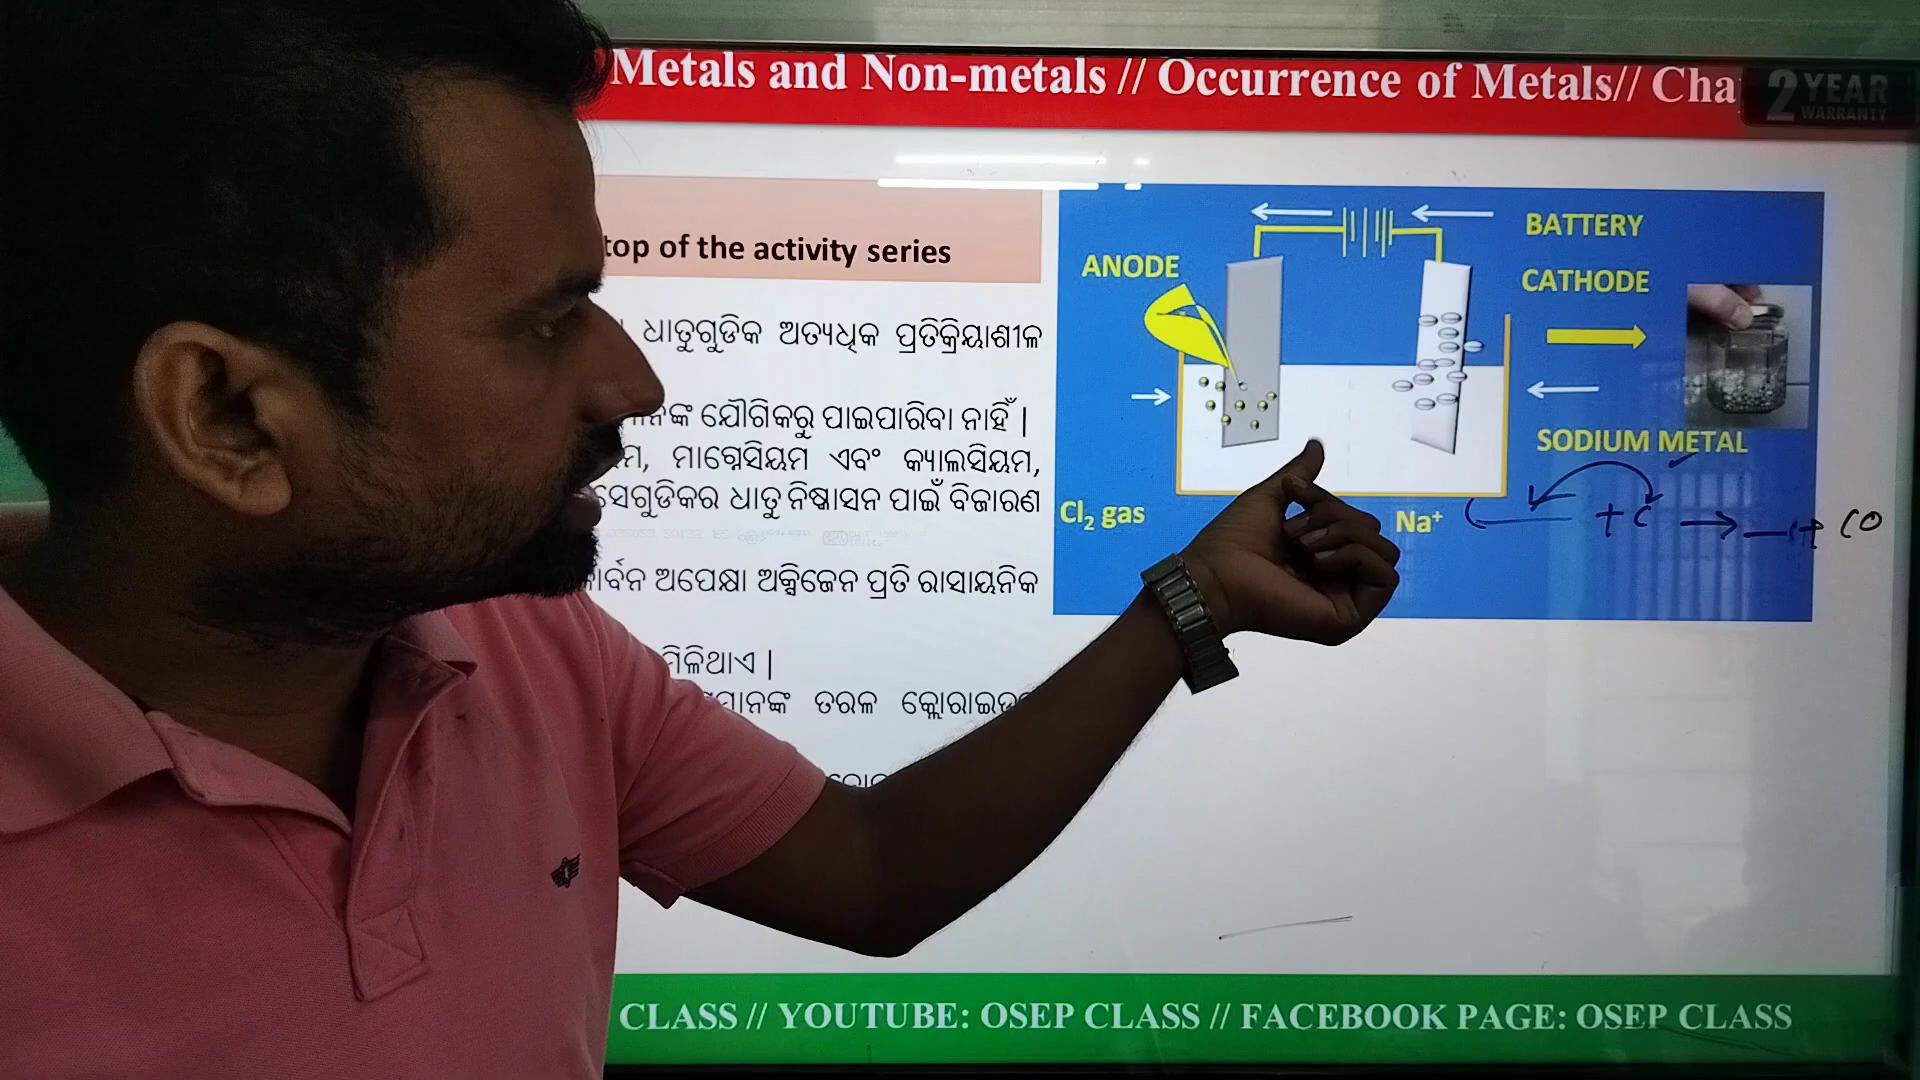 Metals and Non-metals // Occurrence of Metals// Cha
2 YEAR
WARRANTY
top of the activity series
ଧାତୁଗୁଡିକ ଅତ୍ୟଧିକ ପ୍ରତିକ୍ରିୟାଶୀଳ
ଯୌଗିକରୁ ପାଇପାରିବା ନାହିଁ |
ମାଗ୍ନେସିୟମ ଏବଂ କ୍ୟାଲସିୟମ,
ସେଗୁଡିକର ଧାତୁ ନିଷ୍କାସନ ପାଇଁ ବିଜାରଣ
କାର୍ବନ ଅପେକ୍ଷା ଅକ୍ସିଜେନ ପ୍ରତି ରାସାୟନିକ
ମିଳିଥାଏ |
ତରଳ
BATTERY
ANODE
CATHODE
SODIUM METAL
Cl₂ gas
Na⁺
+ C → CO
CLASS // YOUTUBE: OSEP CLASS // FACEBOOK PAGE: OSEP CLASS